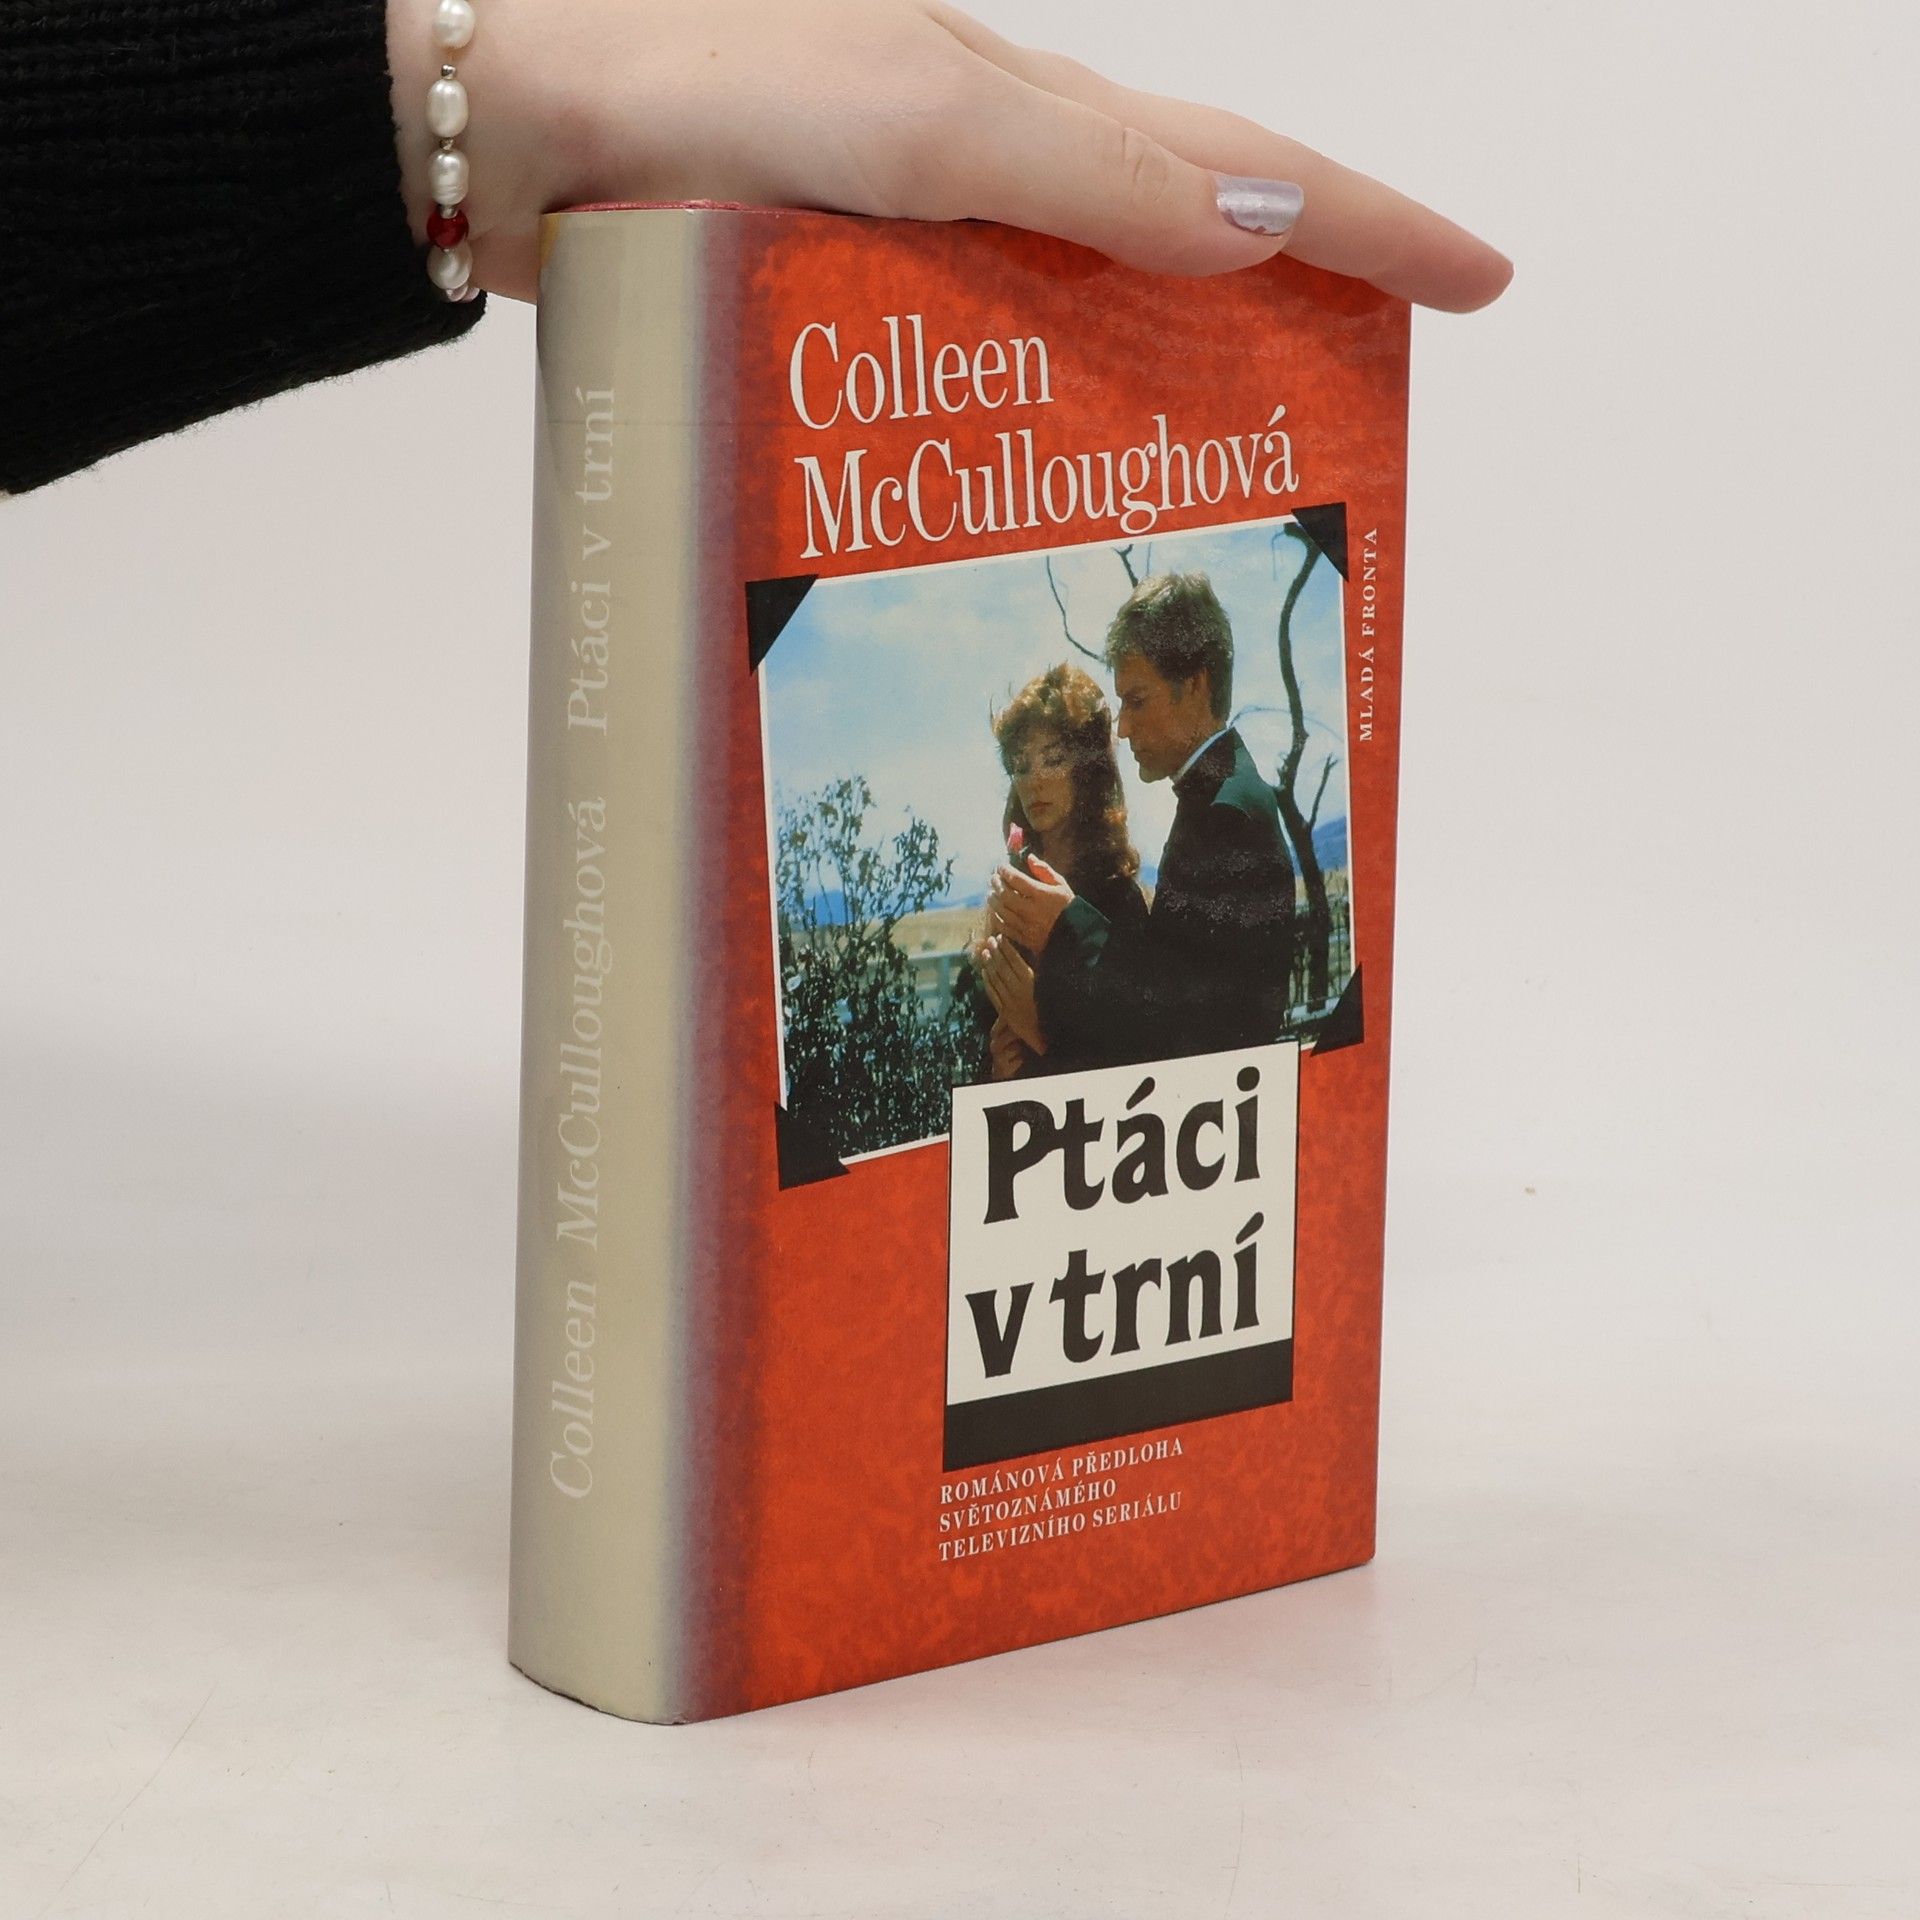 Colleen McCulloughová Ptáci v trní
Colleen
McCulloughová
MLADÁ FRONTA
Ptáci
v trní
ROMÁNOVÁ PŘEDLOHA
SVĚTOZNÁMÉHO
TELEVIZNÍHO SERIÁLU